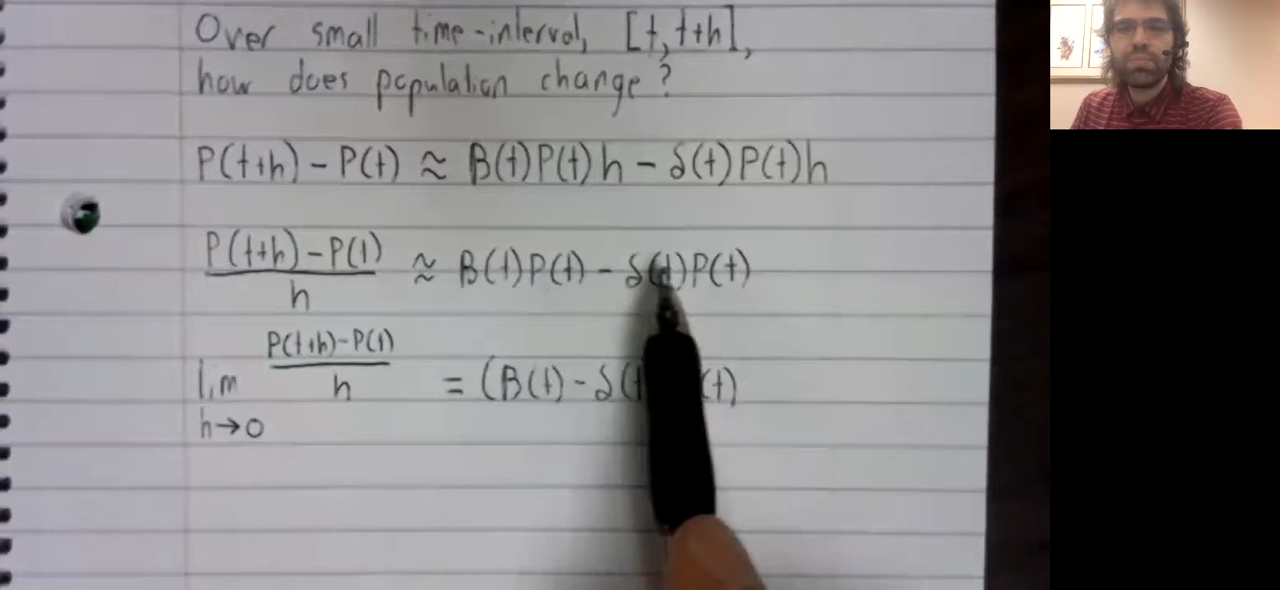 Over small time-interval, [t, t+h],
how does population change?
P(t+h) - P(t) ≈ β(t)P(t)h - δ(t)P(t)h
P(t+h) - P(t)
h
≈ β(t)P(t) - δ(t)P(t)
lim
h→0
P(t+h) - P(t)
h
= (β(t) - δ(t (t)